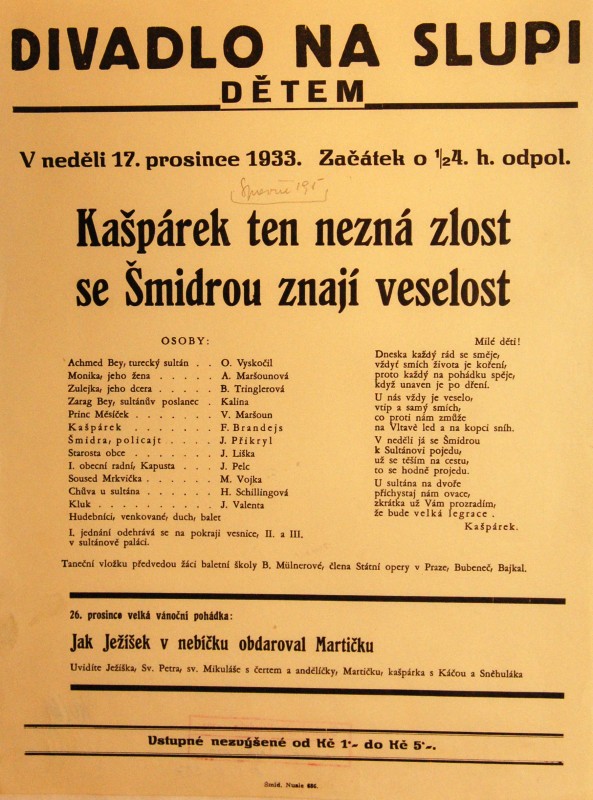 DIVADLO NA SLUPI
DĚTEM
V neděli 17. prosince 1933. Začátek o ½4. h. odpol.
Kašpárek ten nezná zlost
se Šmidrou znají veselost
OSOBY:
Achmed Bey, turecký sultán . . O. Vyskočil
Monika, jeho žena . . . . . A. Maršounová
Zulejka, jeho dcera . . . . . B. Tringlerová
Zarag Bey, sultánův poslanec . Kalina
Princ Měsíček . . . . . . . V. Maršoun
Kašpárek . . . . . . . F. Brandejs
Šmidra, policajt . . . . J. Přikryl
Starosta obce . . . . . . . J. Liška
I. obecní radní, Kapusta . . . J. Pelc
Soused Mrkvička . . . . . . M. Vojka
Chůva u sultána . . . . . . H. Schillingová
Kluk . . . . . . . . . . J. Valenta
Hudebníci, venkované, duch, balet
I. jednání odehrává se na pokraji vesnice, II. a III.
v sultánově paláci.
Milé děti!
Dneska každý rád se směje,
vždyť smích života je koření,
proto každý na pohádku spěje,
když unaven je po dření.
U nás vždy je veselo,
vtip a samý smích,
co proti nám zmůže
na Vltavě led a na kopci sníh.
V neděli já se Šmidrou
k Sultánovi pojedu,
už se těším na cestu,
to se hodně projedu.
U sultána na dvoře
přichystaj nám ovace,
zkrátka už Vám prozradím,
že bude velká legrace .
Kašpárek.
Taneční vložku předvedou žáci baletní školy B. Mülnerové, člena Státní opery v Praze, Bubeneč, Bajkal.
26. prosince velká vánoční pohádka:
Jak Ježíšek v nebíčku obdaroval Martičku
Uvidíte Ježíška, Sv. Petra, sv. Mikuláše s čertem a andělíčky, Martičku, kašpárka s Káčou a Sněhuláka
Vstupné nezvýšené od Kč 1·- do Kč 5·-.
Šmíd, Nusle 695.